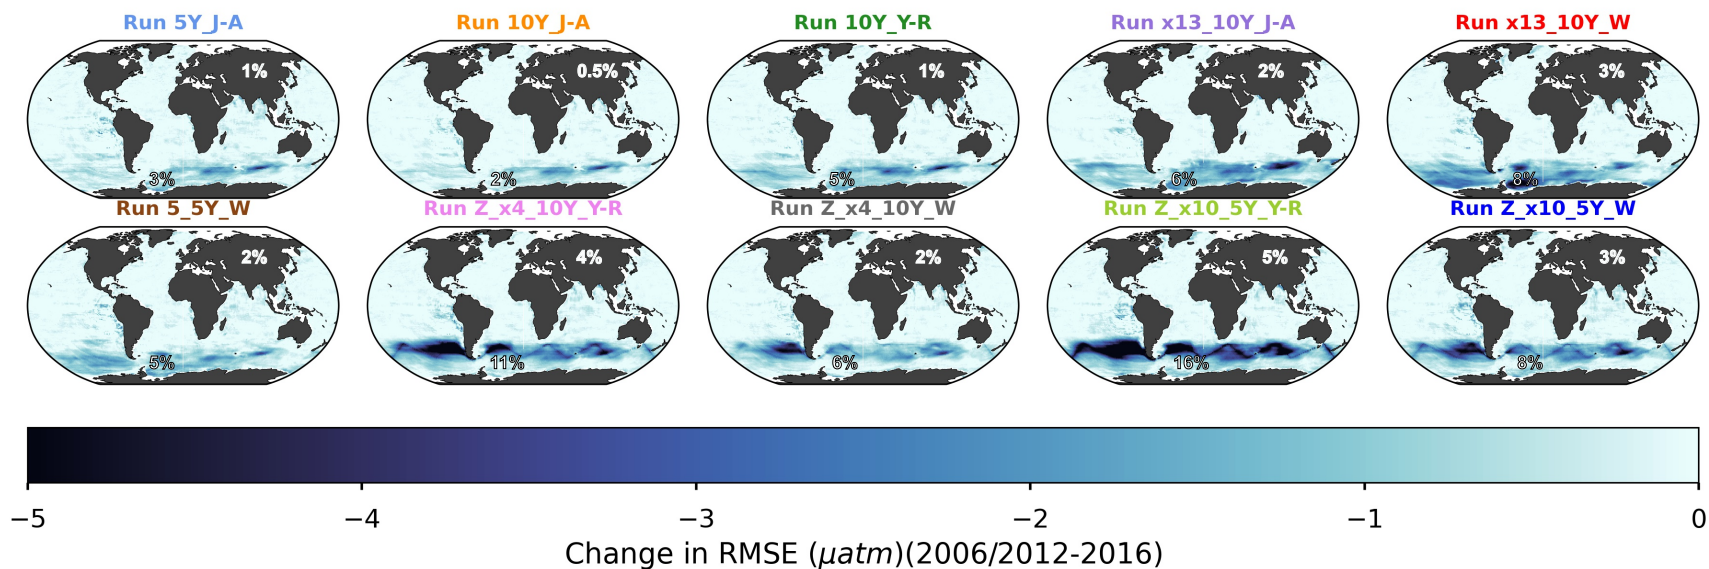 Run 5Y_J-A Run 10Y_J-A Run 10Y_Y-R Run x13_10Y_J-A Run x13_10Y_W
1% 0.5% 1% 2% 3%
3% 2% 5% 6% 8%
Run 5_5Y_W Run Z_x4_10Y_Y-R Run Z_x4_10Y_W Run Z_x10_5Y_Y-R Run Z_x10_5Y_W
2% 4% 2% 5% 3%
5% 11% 6% 16% 8%
−5 −4 −3 −2 −1 0
Change in RMSE (μatm)(2006/2012-2016)